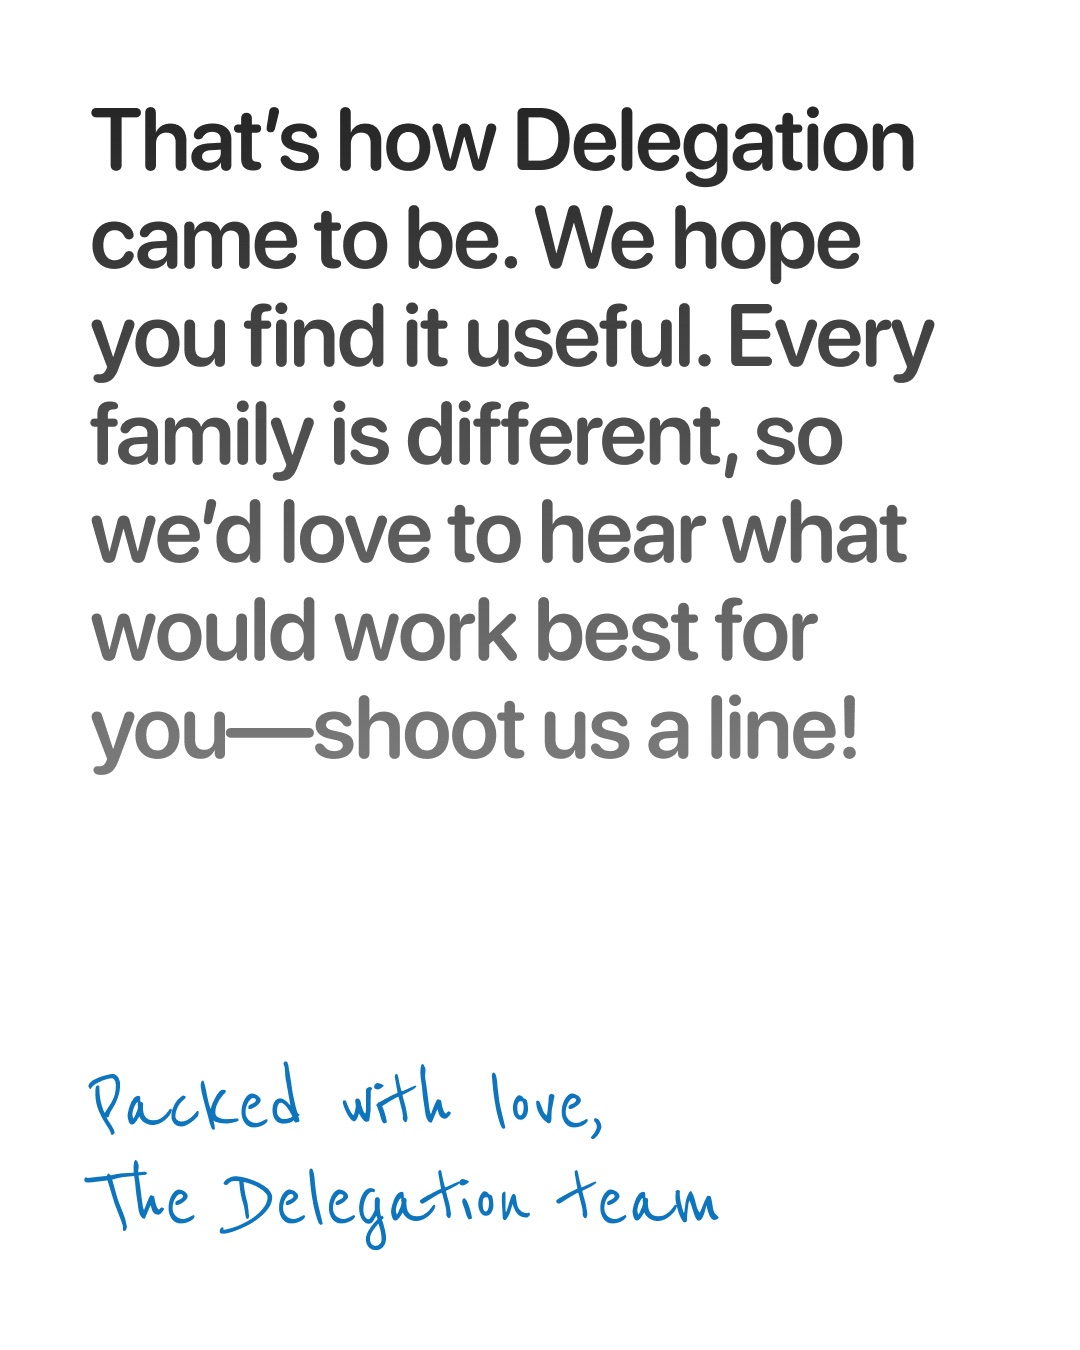 That’s how Delegation
came to be. We hope
you find it useful. Every
family is different, so
we’d love to hear what
would work best for
you—shoot us a line!
Packed with love,
The Delegation team